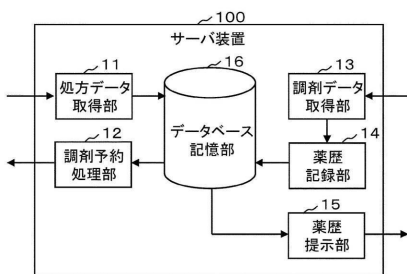 100
サーバ装置
11
処方データ
取得部
16
データベース
記憶部
13
調剤データ
取得部
12
調剤予約
処理部
14
薬歴
記録部
15
薬歴
提示部